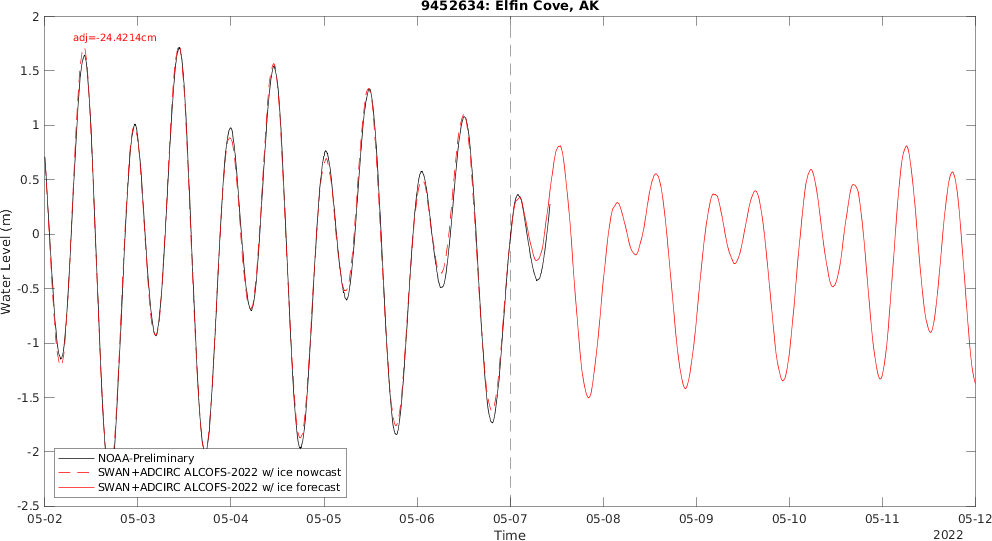 9452634: Elfin Cove, AK
adj=-24.4214cm
Water Level (m)
2
1.5
1
0.5
0
-0.5
-1
-1.5
-2
-2.5
NOAA-Preliminary
SWAN+ADCIRC ALCOFS-2022 w/ ice nowcast
SWAN+ADCIRC ALCOFS-2022 w/ ice forecast
05-02 05-03 05-04 05-05 05-06 05-07 05-08 05-09 05-10 05-11 05-12
Time
2022